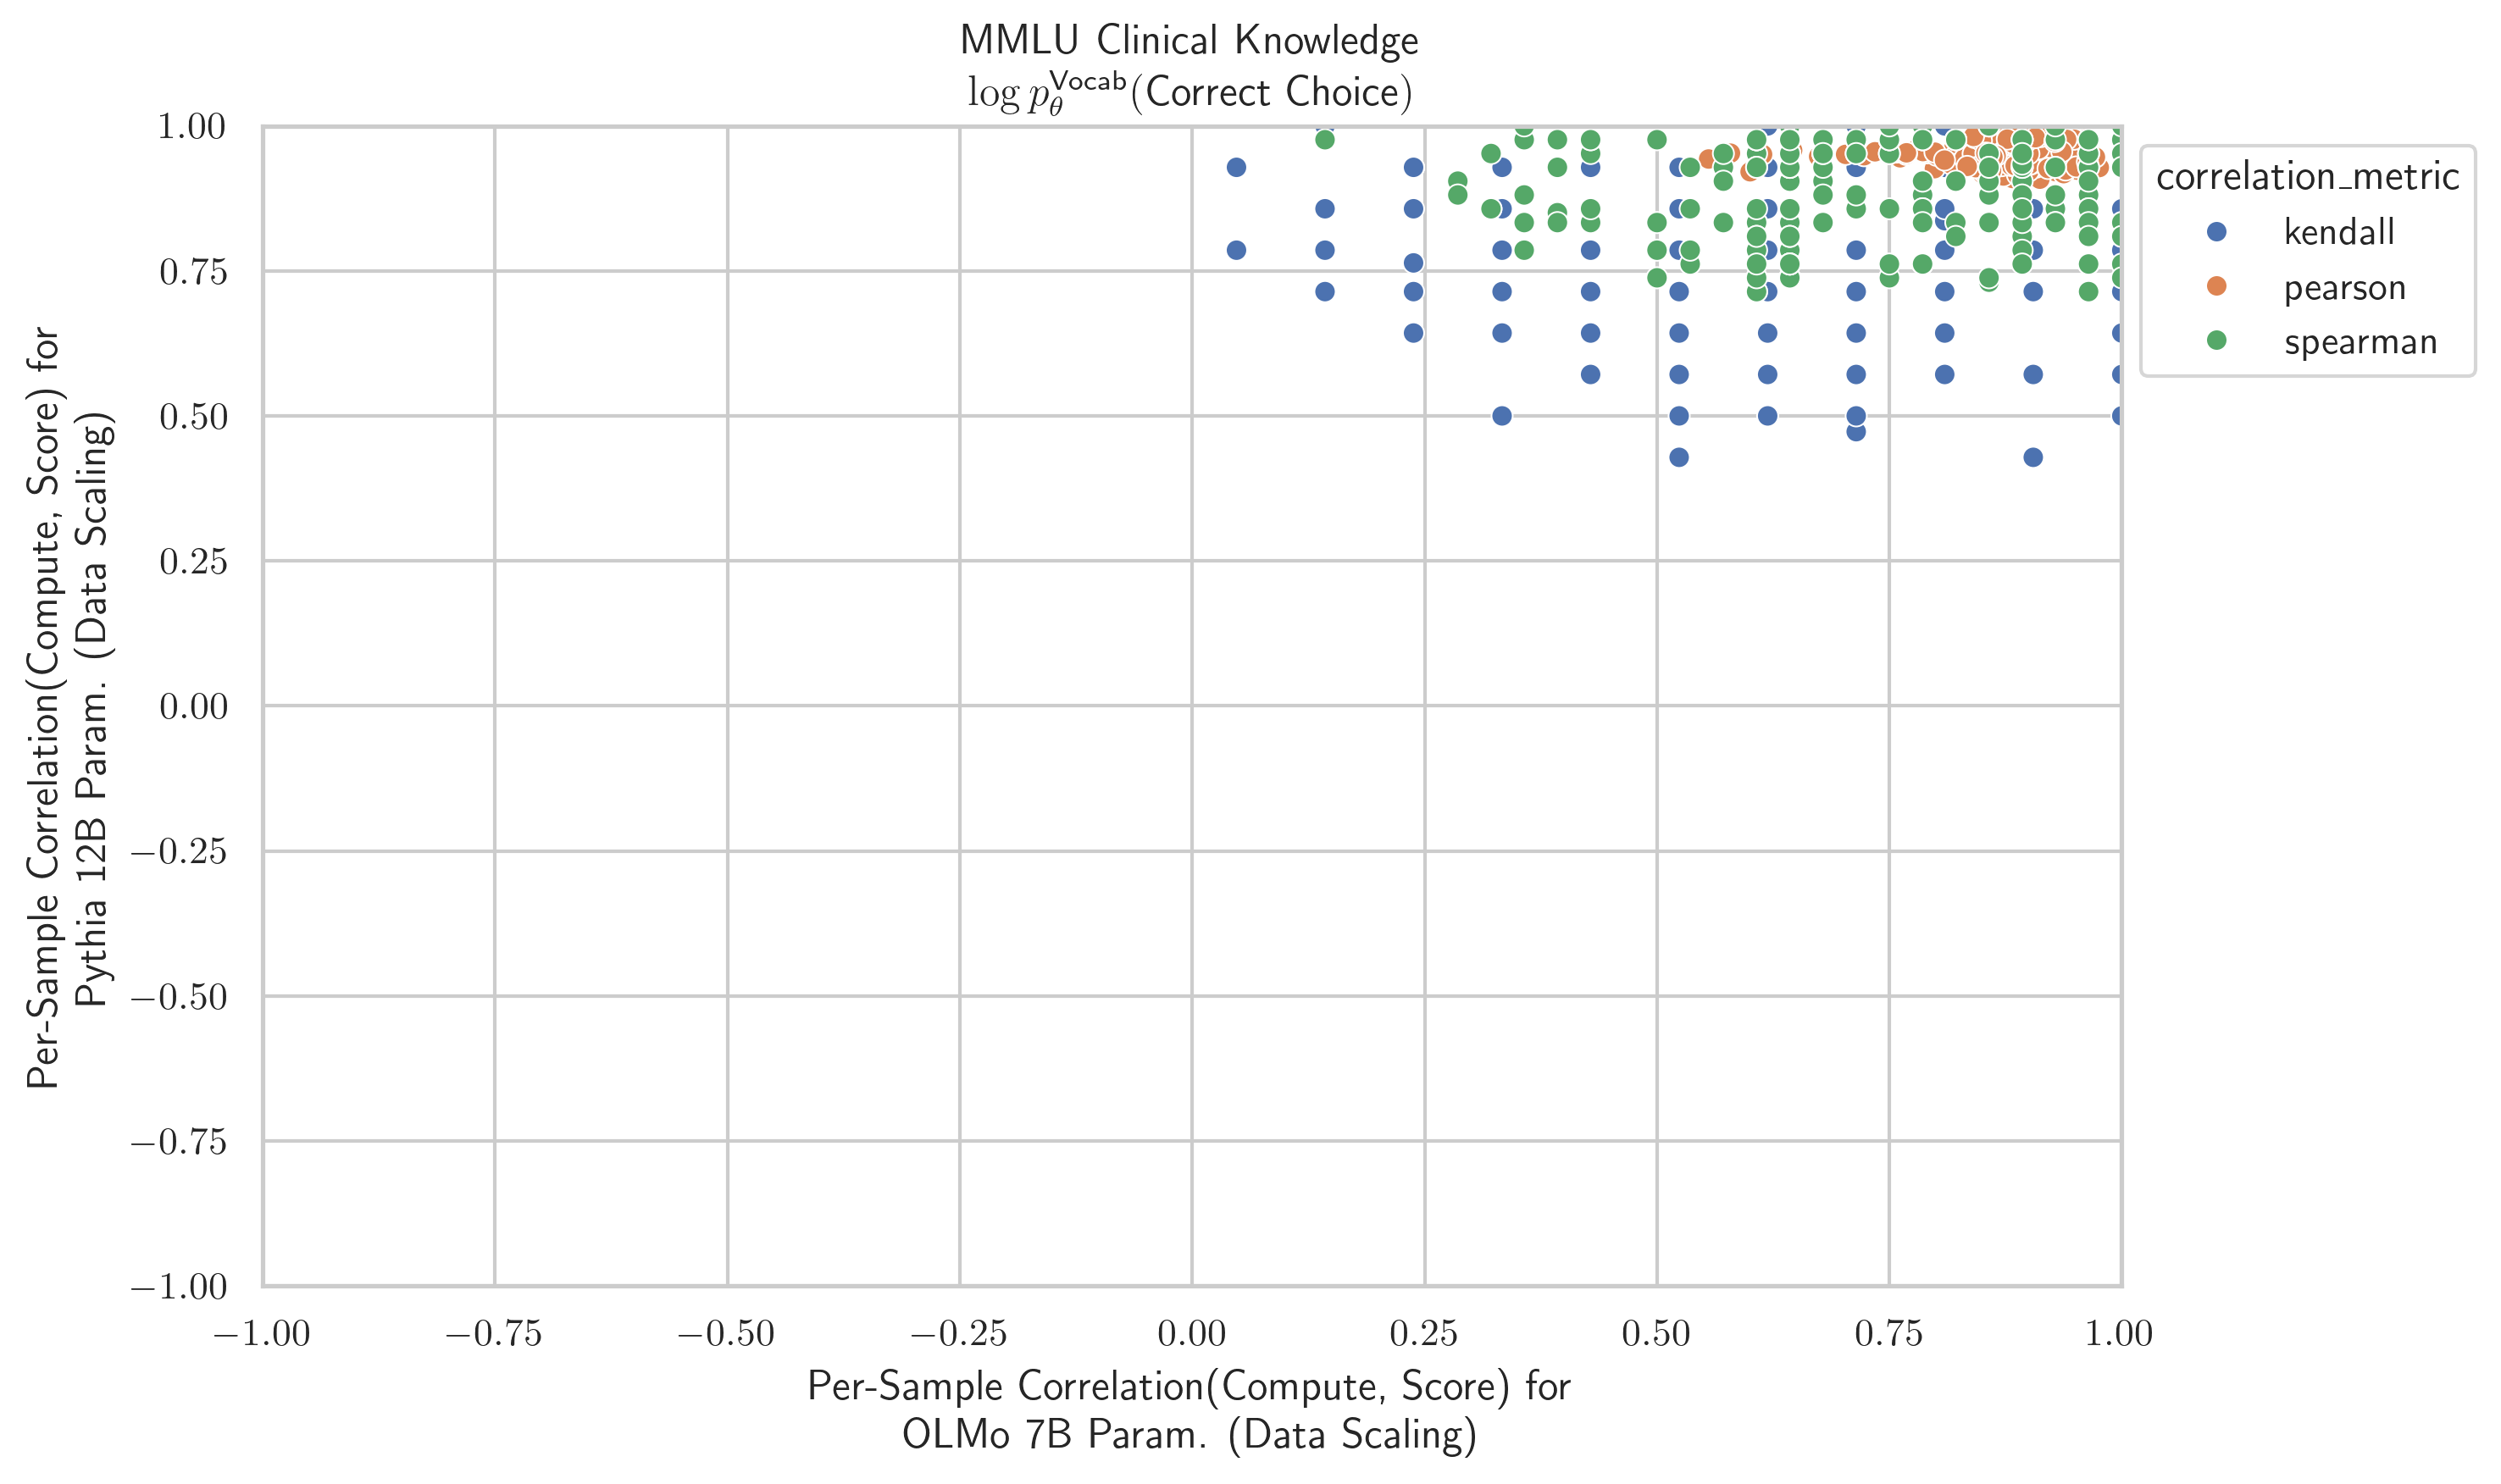 MMLU Clinical Knowledge
log p_θ^Vocab(Correct Choice)
Per-Sample Correlation(Compute, Score) for
Pythia 12B Param. (Data Scaling)
1.00
0.75
0.50
0.25
0.00
−0.25
−0.50
−0.75
−1.00
−1.00 −0.75 −0.50 −0.25 0.00 0.25 0.50 0.75 1.00
Per-Sample Correlation(Compute, Score) for
OLMo 7B Param. (Data Scaling)
correlation_metric
kendall
pearson
spearman